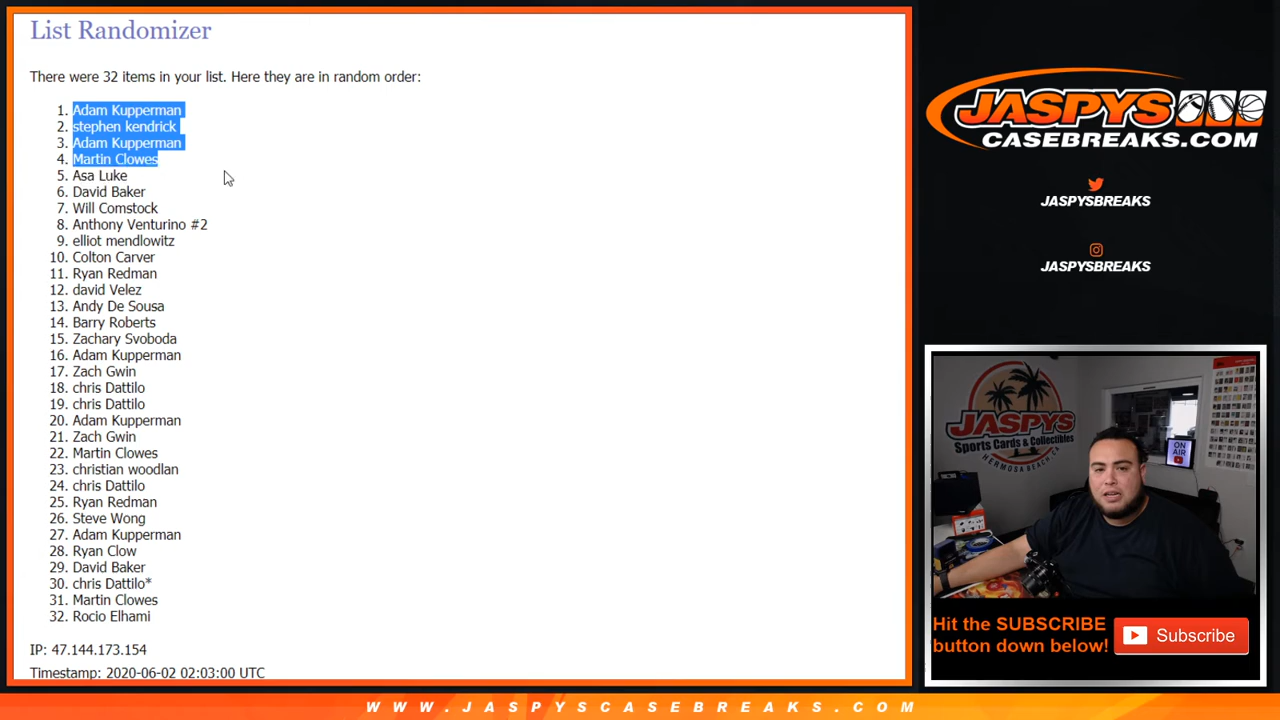 List Randomizer
There were 32 items in your list. Here they are in random order:
1. Adam Kupperman
2. stephen kendrick
3. Adam Kupperman
4. Martin Clowes
5. Asa Luke
6. David Baker
7. Will Comstock
8. Anthony Venturino #2
9. elliot mendlowitz
10. Colton Carver
11. Ryan Redman
12. david Velez
13. Andy De Sousa
14. Barry Roberts
15. Zachary Svoboda
16. Adam Kupperman
17. Zach Gwin
18. chris Dattilo
19. chris Dattilo
20. Adam Kupperman
21. Zach Gwin
22. Martin Clowes
23. christian woodlan
24. chris Dattilo
25. Ryan Redman
26. Steve Wong
27. Adam Kupperman
28. Ryan Clow
29. David Baker
30. chris Dattilo*
31. Martin Clowes
32. Rocio Elhami
IP: 47.144.173.154
Timestamp: 2020-06-02 02:03:00 UTC
JASPYS
CASEBREAKS.COM
JASPYSBREAKS
JASPYSBREAKS
JASPYS
Sports Cards & Collectibles
HERMOSA BEACH, CA
ON
AIR
Hit the SUBSCRIBE
button down below!
Subscribe
WWW.JASPYSCASEBREAKS.COM